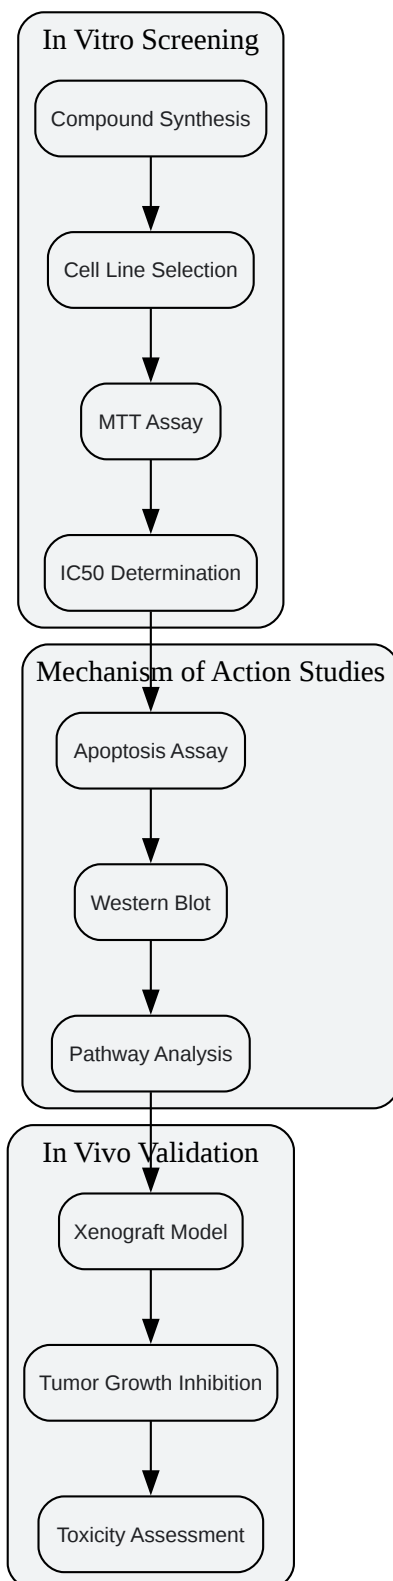 In Vitro Screening
Compound Synthesis
Cell Line Selection
MTT Assay
IC50 Determination
Mechanism of Action Studies
Apoptosis Assay
Western Blot
Pathway Analysis
In Vivo Validation
Xenograft Model
Tumor Growth Inhibition
Toxicity Assessment